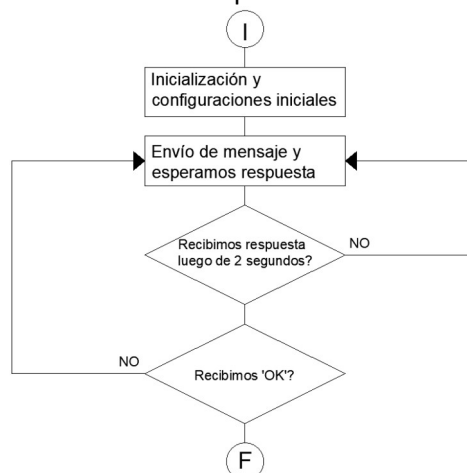 I
Inicialización y
configuraciones iniciales
Envío de mensaje y
esperamos respuesta
Recibimos respuesta
luego de 2 segundos?
NO
NO
Recibimos 'OK'?
F